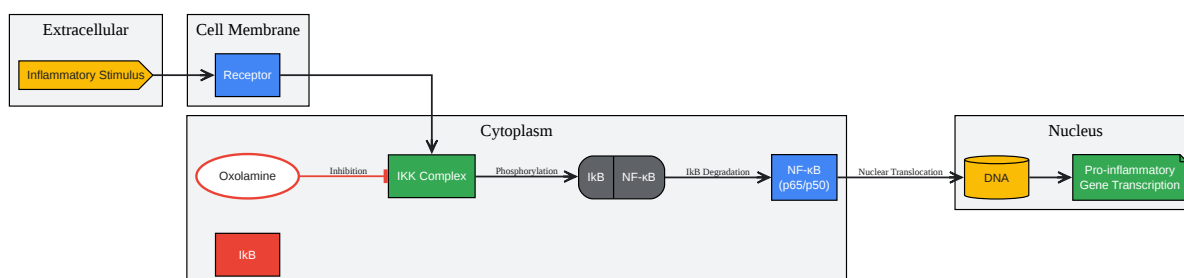 Extracellular
Cell Membrane
Inflammatory Stimulus
Receptor
Cytoplasm
Nucleus
Oxolamine
Inhibition
IKK Complex
Phosphorylation
IkB
NF-κB
IkB Degradation
NF-κB
(p65/p50)
Nuclear Translocation
DNA
Pro-inflammatory
Gene Transcription
IkB